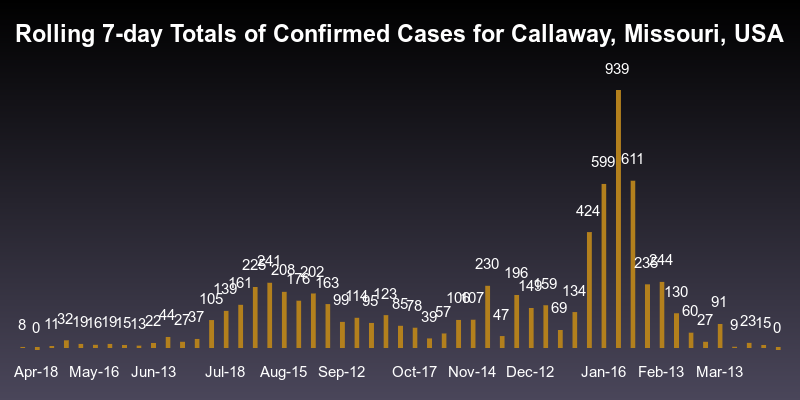 Rolling 7-day Totals of Confirmed Cases for Callaway, Missouri, USA
939
599 611
424
230 235 244
225 241 208 176 202 196
139 161 163 149 159
105 99 114 95 123 85 78 106 107 134 130
8 0 11 32 19 16 19 15 13 22 44 27 37 39 57 47 69 60 27 91 9 23 15 0
Apr-18 May-16 Jun-13 Jul-18 Aug-15 Sep-12 Oct-17 Nov-14 Dec-12 Jan-16 Feb-13 Mar-13